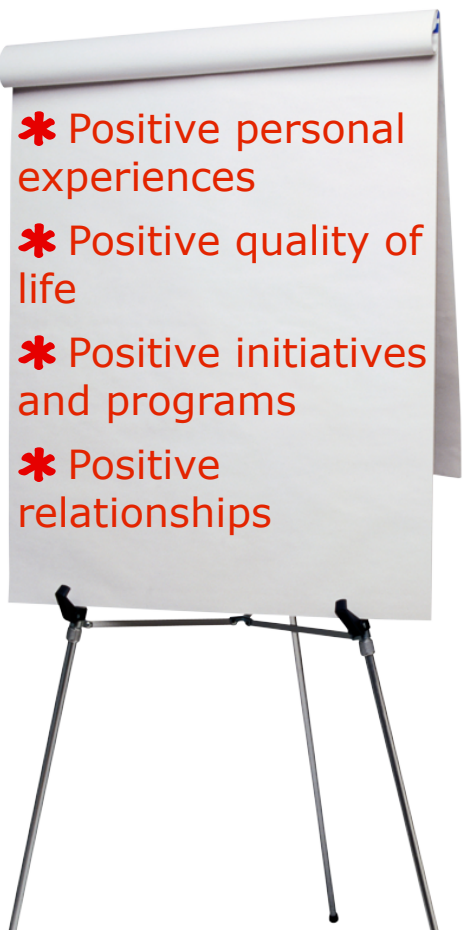 ✱ Positive personal
experiences
✱ Positive quality of
life
✱ Positive initiatives
and programs
✱ Positive
relationships